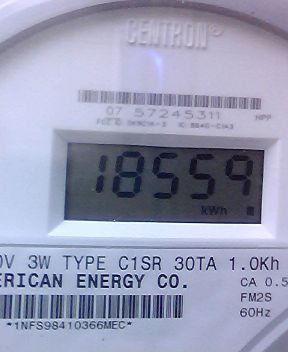 CENTRON®
07 57245311
HPP
18559
kWh
0V 3W TYPE C1SR 30TA 1.0Kh
ERICAN ENERGY CO.
CA 0.5
FM2S
60Hz
*1NFS98410366MEC*